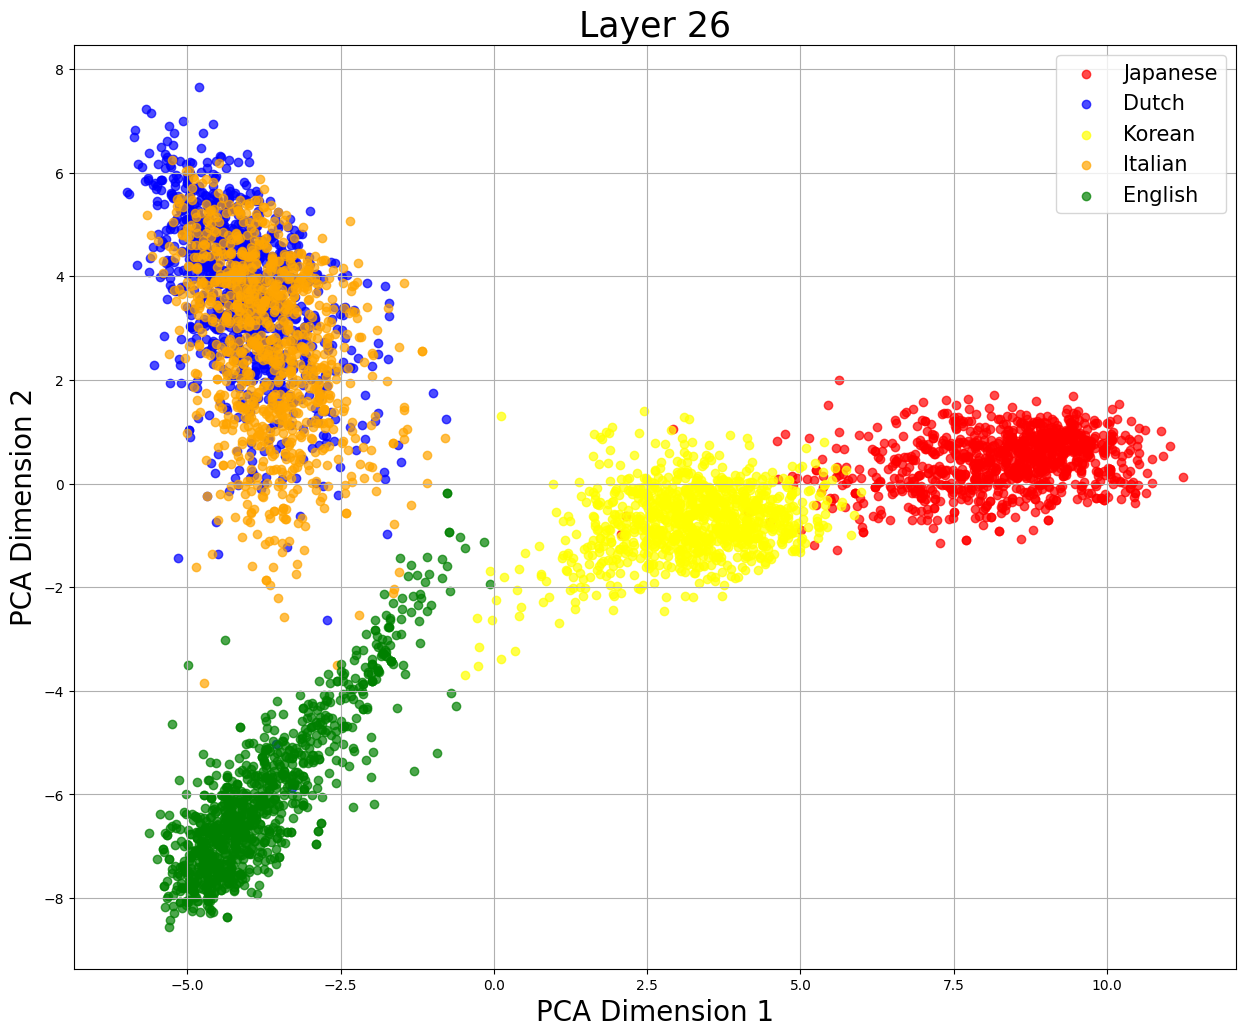 Layer 26
Japanese
Dutch
Korean
Italian
English
8
6
4
2
0
−2
−4
−6
−8
PCA Dimension 2
−5.0 −2.5 0.0 2.5 5.0 7.5 10.0
PCA Dimension 1